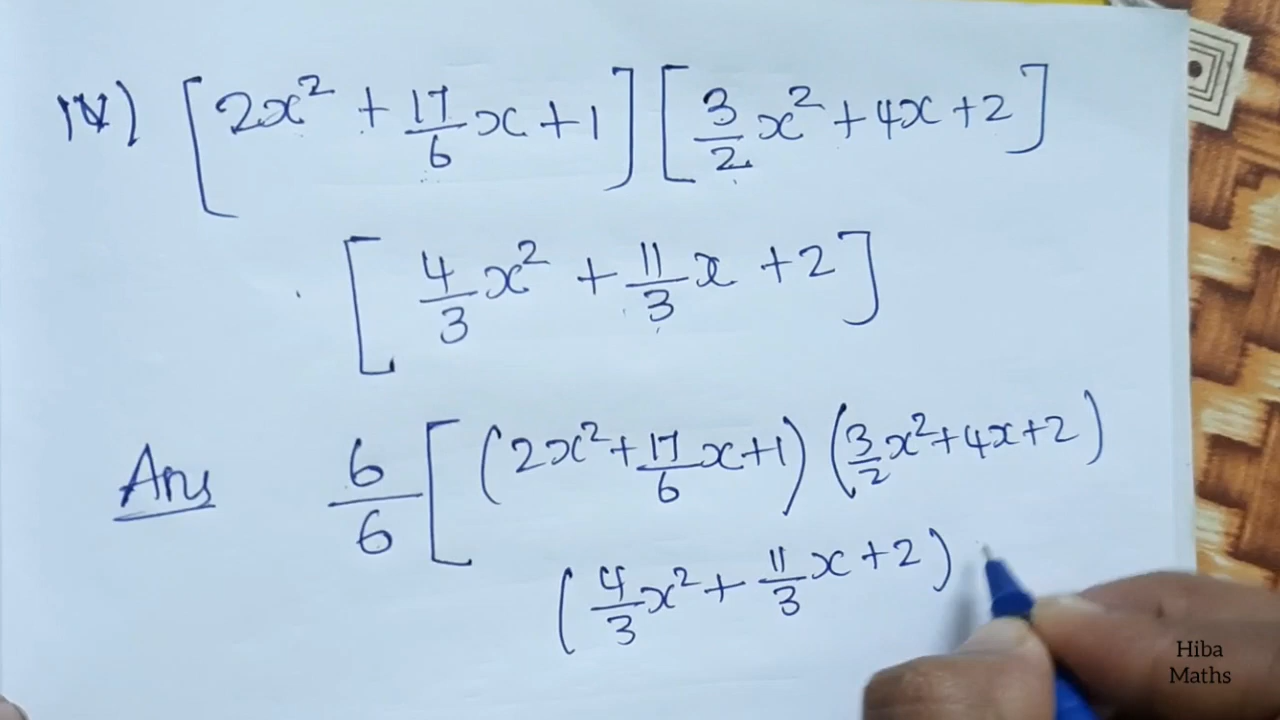 IV) [2x² + 17/6 x + 1] [3/2 x² + 4x + 2]
[4/3 x² + 11/3 x + 2]
Ans 6/6 [(2x² + 17/6 x + 1) (3/2 x² + 4x + 2)
(4/3 x² + 11/3 x + 2)
Hiba
Maths